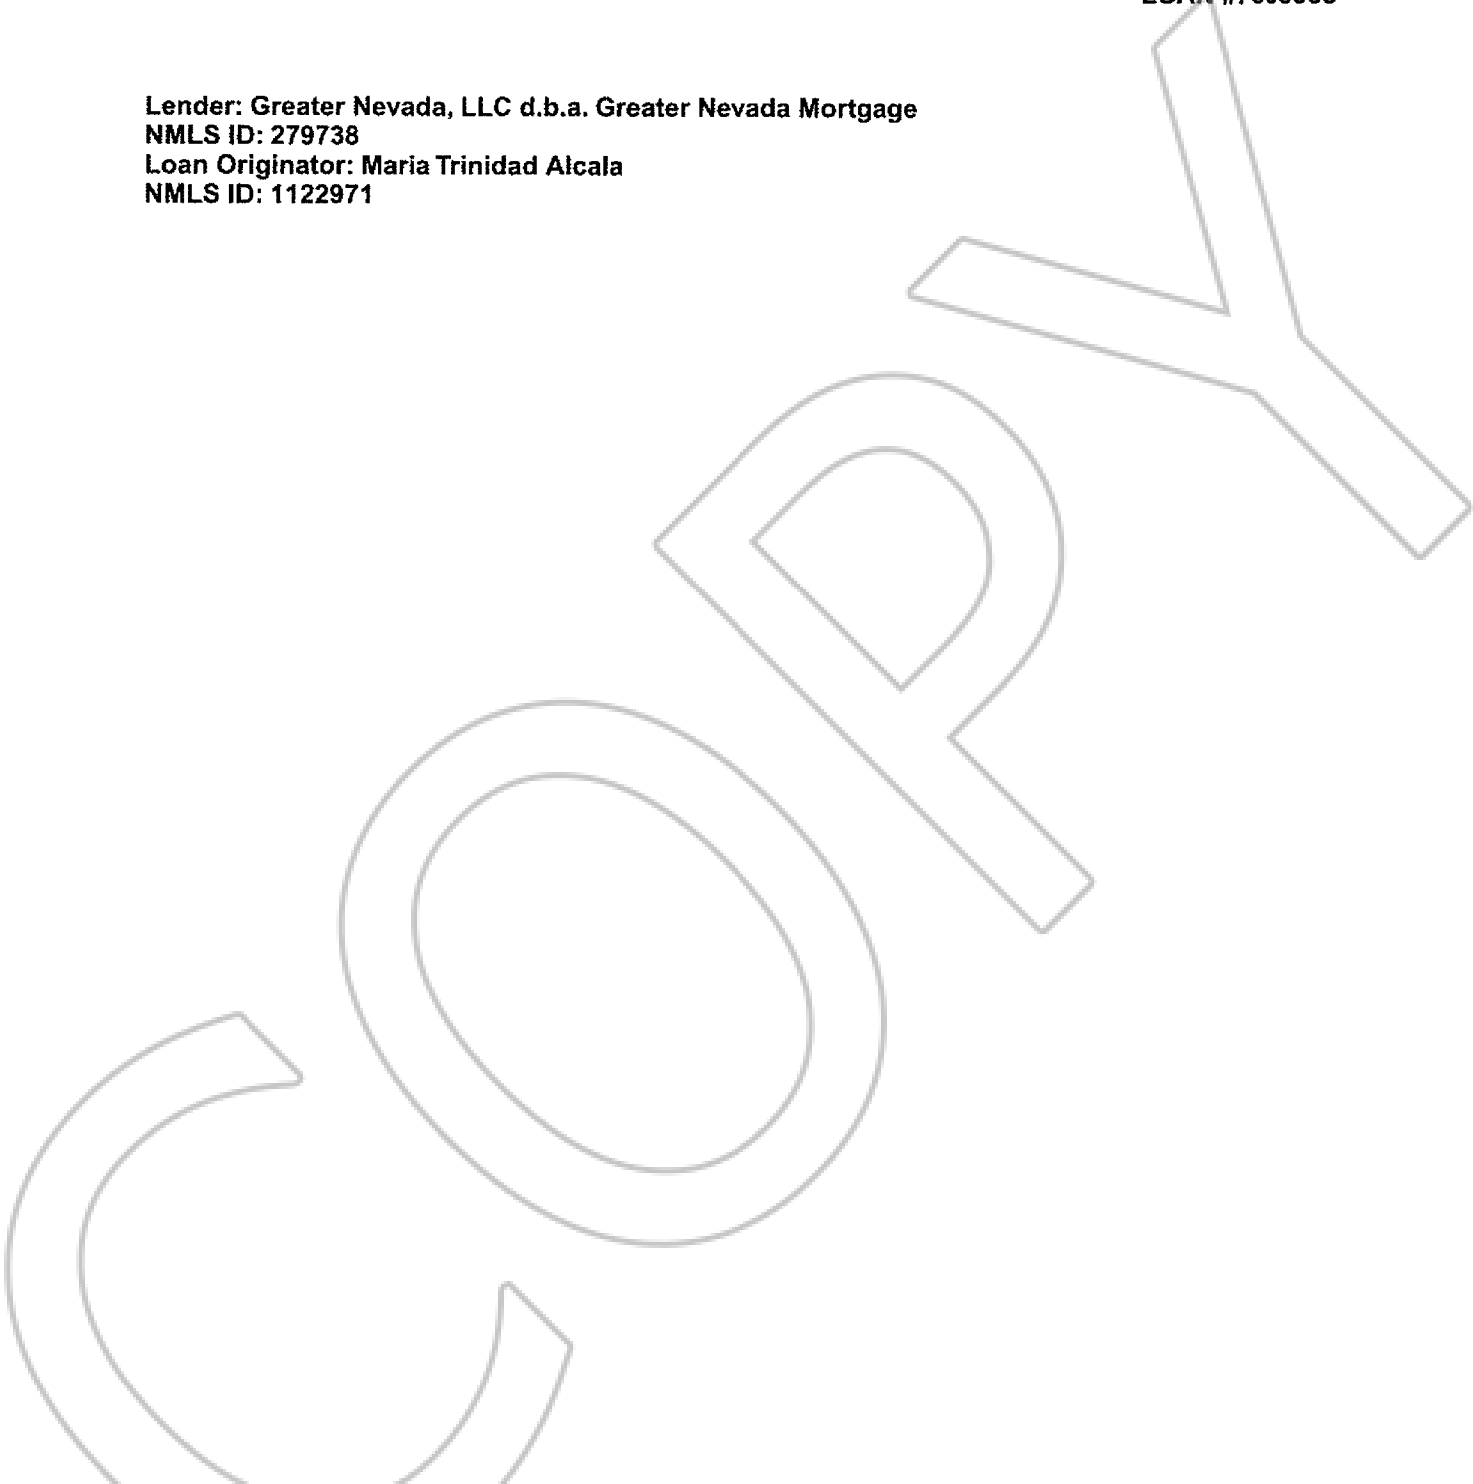 Lender: Greater Nevada, LLC d.b.a. Greater Nevada Mortgage
NMLS ID: 279738
Loan Originator: Maria Trinidad Alcala
NMLS ID: 1122971
COPY